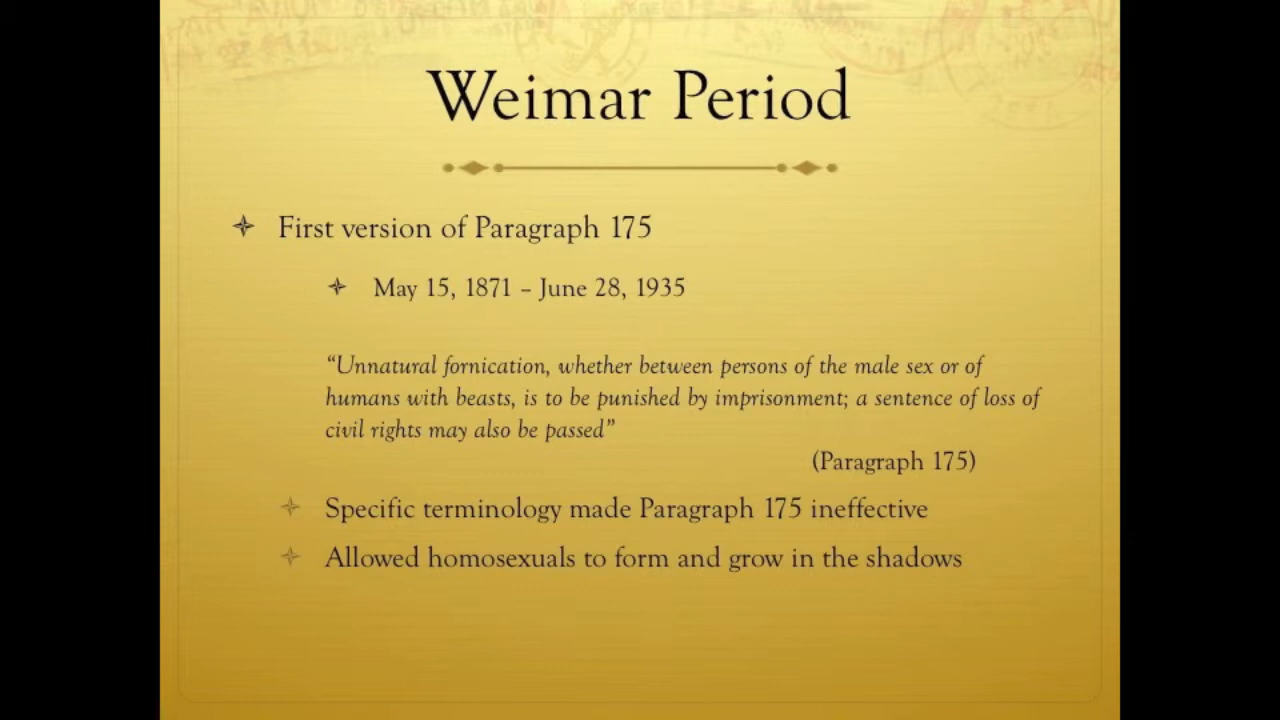 Weimar Period
First version of Paragraph 175
May 15, 1871 – June 28, 1935
“Unnatural fornication, whether between persons of the male sex or of
humans with beasts, is to be punished by imprisonment; a sentence of loss of
civil rights may also be passed”
(Paragraph 175)
Specific terminology made Paragraph 175 ineffective
Allowed homosexuals to form and grow in the shadows